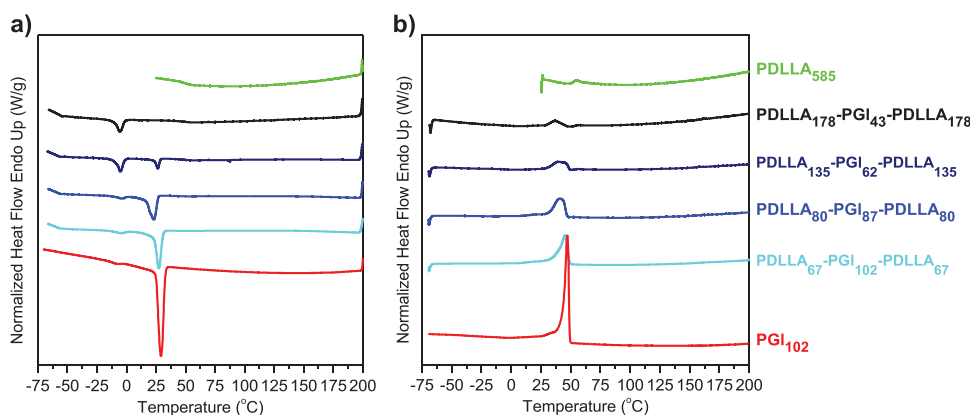 a)
Normalized Heat Flow Endo Up (W/g)
-75 -50 -25 0 25 50 75 100 125 150 175 200
Temperature (°C)
b)
Normalized Heat Flow Endo Up (W/g)
-75 -50 -25 0 25 50 75 100 125 150 175 200
Temperature (°C)
PDLLA585
PDLLA178-PGI43-PDLLA178
PDLLA135-PGI62-PDLLA135
PDLLA80-PGI87-PDLLA80
PDLLA67-PGI102-PDLLA67
PGI102